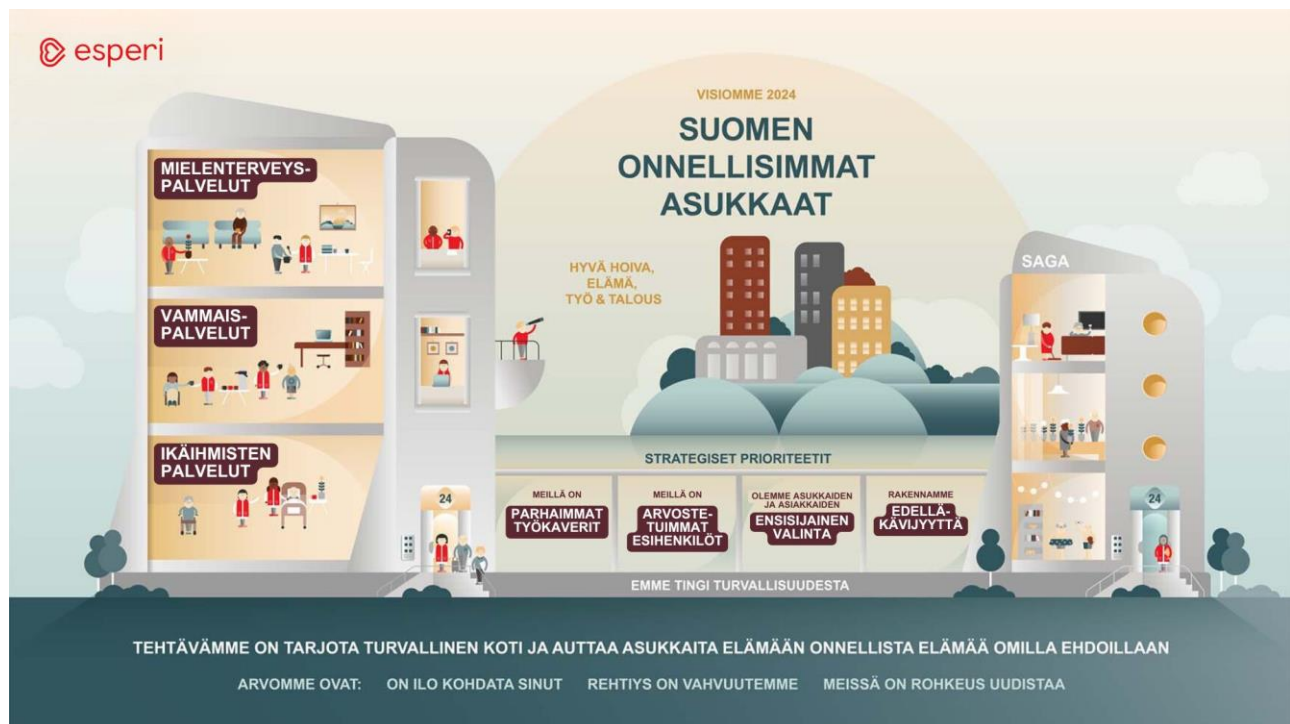 esperi
VISIOMME 2024
SUOMEN
ONNELLISIMMAT
ASUKKAAT
HYVÄ HOIVA,
ELÄMÄ,
TYÖ & TALOUS
MIELENTERVEYS-
PALVELUT
VAMMAIS-
PALVELUT
IKÄIHMISTEN
PALVELUT
24
SAGA
24
STRATEGISET PRIORITEETIT
MEILLÄ ON
PARHAIMMAT
TYÖKAVERIT
MEILLÄ ON
ARVOSTE-
TUIMMAT
ESIHENKILÖT
OLEMME ASUKKAIDEN
JA ASIAKKAIDEN
ENSISIJAINEN
VALINTA
RAKENNAMME
EDELLÄ-
KÄVIJYYTTÄ
EMME TINGI TURVALLISUUDESTA
TEHTÄVÄMME ON TARJOTA TURVALLINEN KOTI JA AUTTAA ASUKKAITA ELÄMÄÄN ONNELLISTA ELÄMÄÄ OMILLA EHDOILLAAN
ARVOMME OVAT: ON ILO KOHDATA SINUT REHTIYS ON VAHVUUTEMME MEISSÄ ON ROHKEUS UUDISTAA